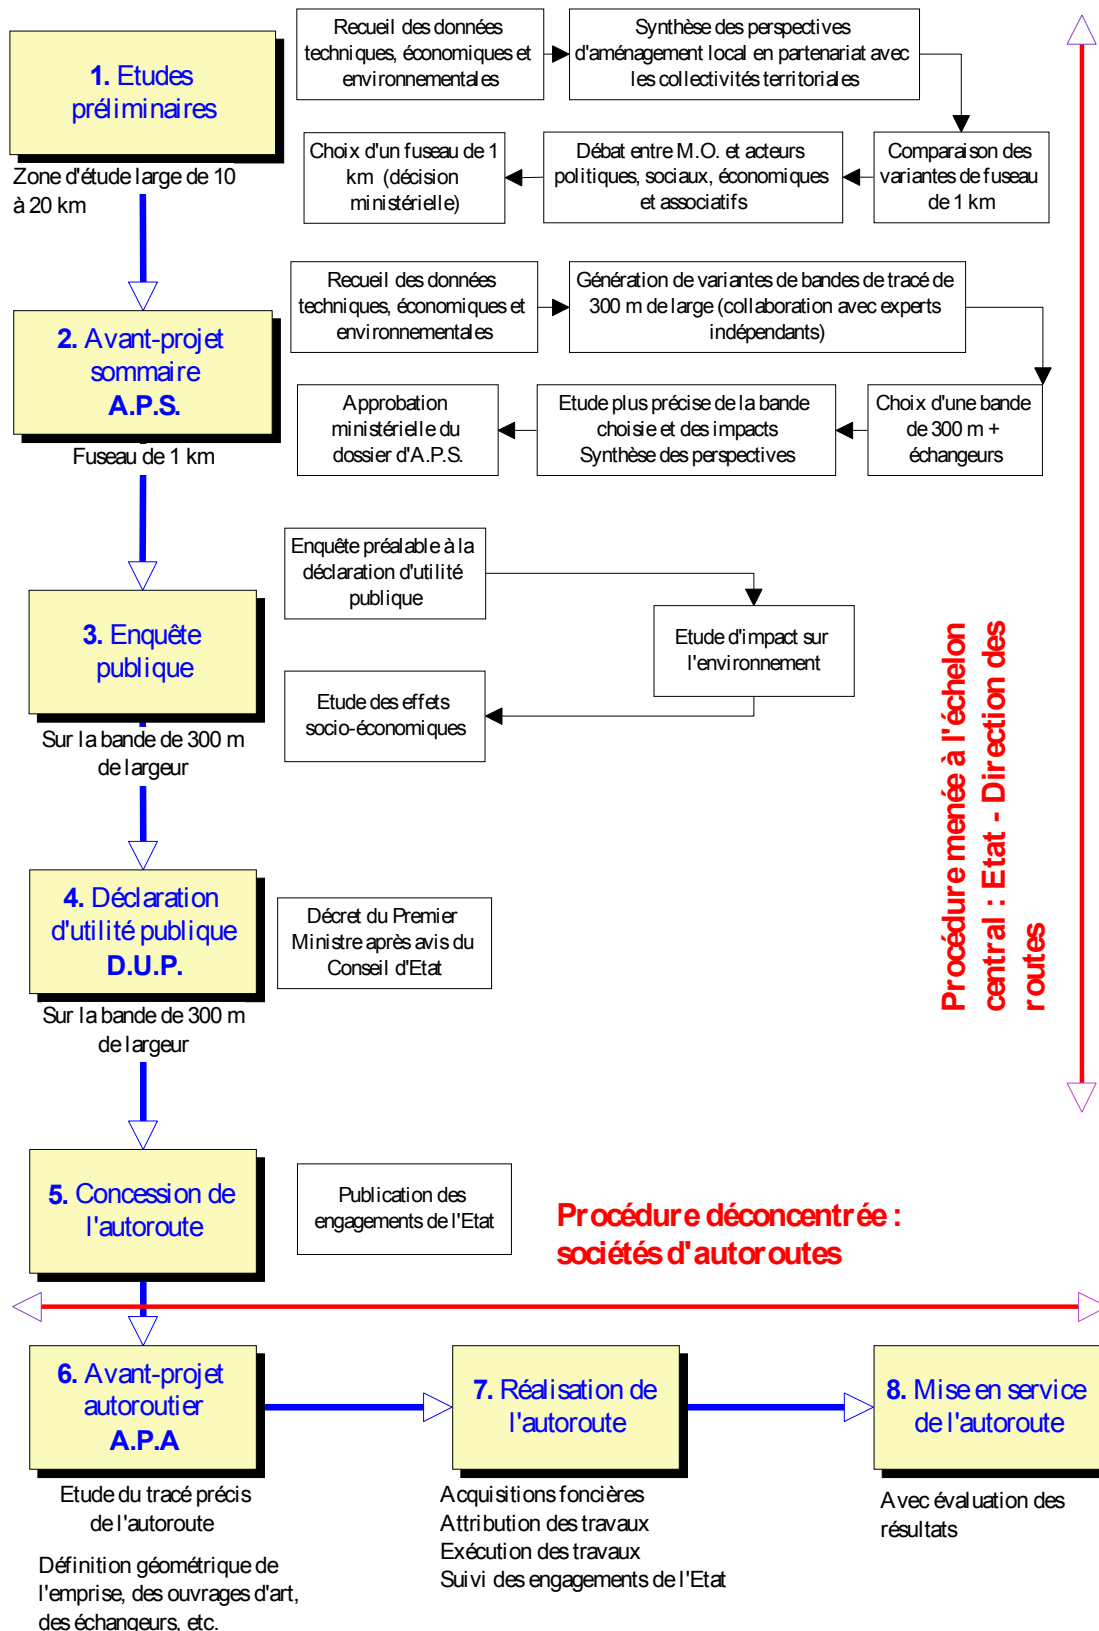 1. Etudes
préliminaires
Zone d'étude large de 10
à 20 km
Recueil des données
techniques, économiques et
environnementales
Synthèse des perspectives
d'aménagement local en partenariat avec
les collectivités territoriales
Choix d'un fuseau de 1
km (décision
ministérielle)
Débat entre M.O. et acteurs
politiques, sociaux, économiques
et associatifs
Comparaison des
variantes de fuseau
de 1 km
2. Avant-projet
sommaire
A.P.S.
Fuseau de 1 km
Recueil des données
techniques, économiques et
environnementales
Génération de variantes de bandes de tracé de
300 m de large (collaboration avec experts
indépendants)
Approbation
ministérielle du
dossier d'A.P.S.
Etude plus précise de la bande
choisie et des impacts
Synthèse des perspectives
Choix d'une bande
de 300 m +
échangeurs
3. Enquête
publique
Sur la bande de 300 m
de largeur
Enquête préalable à la
déclaration d'utilité
publique
Etude d'impact sur
l'environnement
Etude des effets
socio-économiques
Procédure menée à l'échelon
central : Etat - Direction des
routes
4. Déclaration
d'utilité publique
D.U.P.
Sur la bande de 300 m
de largeur
Décret du Premier
Ministre après avis du
Conseil d'Etat
5. Concession de
l'autoroute
Publication des
engagements de l'Etat
Procédure déconcentrée :
sociétés d'autoroutes
6. Avant-projet
autoroutier
A.P.A
Etude du tracé précis
de l'autoroute
Définition géométrique de
l'emprise, des ouvrages d'art,
des échangeurs, etc.
7. Réalisation de
l'autoroute
Acquisitions foncières
Attribution des travaux
Exécution des travaux
Suivi des engagements de l'Etat
8. Mise en service
de l'autoroute
Avec évaluation des
résultats